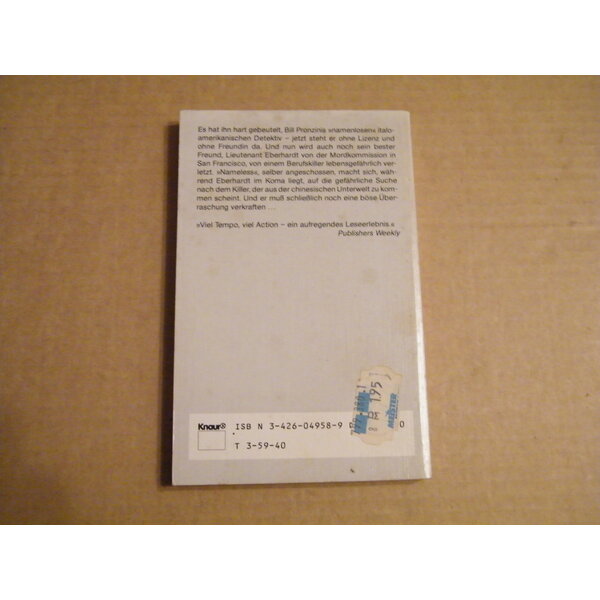 Es hat ihn hart gebeutelt, Bill Pronzinis »namenlosen« italo-
amerikanischen Detektiv – jetzt steht er ohne Lizenz und
ohne Freundin da. Und nun wird auch noch sein bester
Freund, Lieutenant Eberhardt von der Mordkommission in
San Francisco, von einem Berufskiller lebensgefährlich ver-
letzt. »Nameless«, selber angeschossen, macht sich, wäh-
rend Eberhardt im Koma liegt, auf die gefährliche Suche
nach dem Killer, der aus der chinesischen Unterwelt zu kom-
men scheint. Und er muß schließlich noch eine böse Über-
raschung verkraften ...
»Viel Tempo, viel Action – ein aufregendes Leseerlebnis.«
Publishers Weekly
1.95
MEISTER
Knaur®
ISBN 3-426-04958-9
0
T 3-59-40